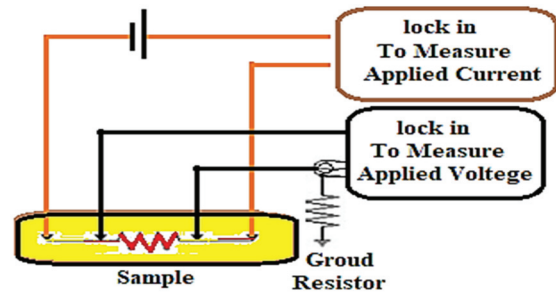 lock in
To Measure
Applied Current
lock in
To Measure
Applied Voltege
Sample
Groud
Resistor